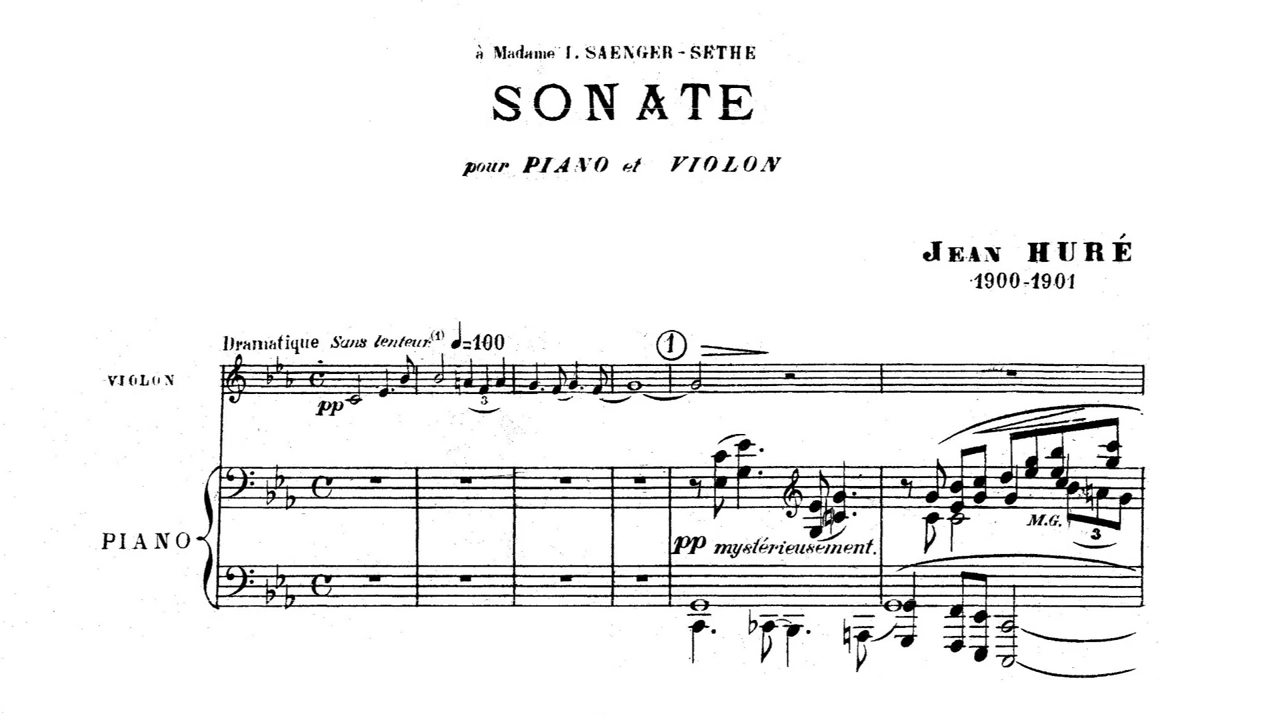 à Madame I. SAENGER-SETHE
SONATE
pour PIANO et VIOLON
JEAN HURÉ
1900-1901
Dramatique Sans lenteur (1) ♩=100
1
VIOLON
pp
3
PIANO
pp mystérieusement.
M.G.
3